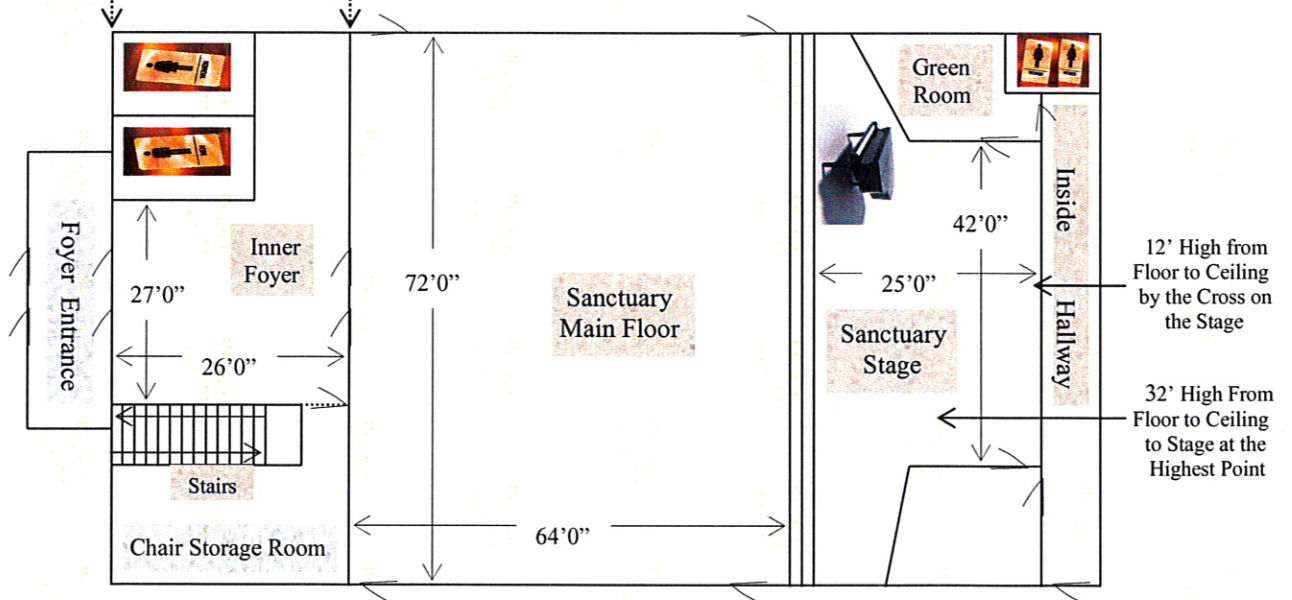 Green
Room
Foyer Entrance
Inner
Foyer
27’0”
26’0”
72’0”
Sanctuary
Main Floor
64’0”
42’0”
25’0”
Sanctuary
Stage
Inside Hallway
12’ High from
Floor to Ceiling
by the Cross on
the Stage
32’ High From
Floor to Ceiling
to Stage at the
Highest Point
Stairs
Chair Storage Room